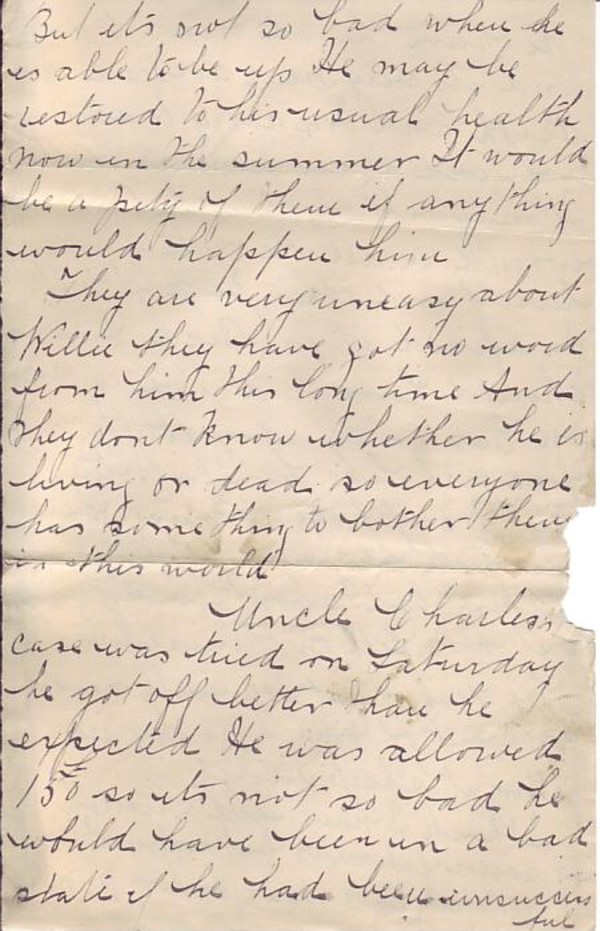 But its not so bad when he
is able to be up He may be
restored to his usual health
now in the summer It would
be a pity of them if anything
would happen him
They are very uneasy about
Willie they have got no word
from him this long time And
they dont know whether he is
living or dead so everyone
has something to bother them
in this world
Uncle Charless
case was tried on Saturday
he got off better than he
expected He was allowed
150 so its not so bad he
would have been in a bad
state if he had been unsuccess
ful